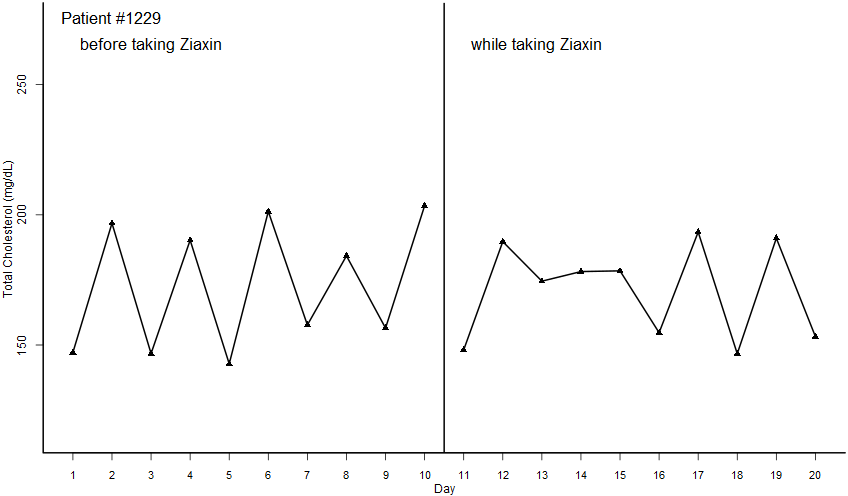 Patient #1229
before taking Ziaxin
while taking Ziaxin
250
200
150
Total Cholesterol (mg/dL)
1 2 3 4 5 6 7 8 9 10 11 12 13 14 15 16 17 18 19 20
Day